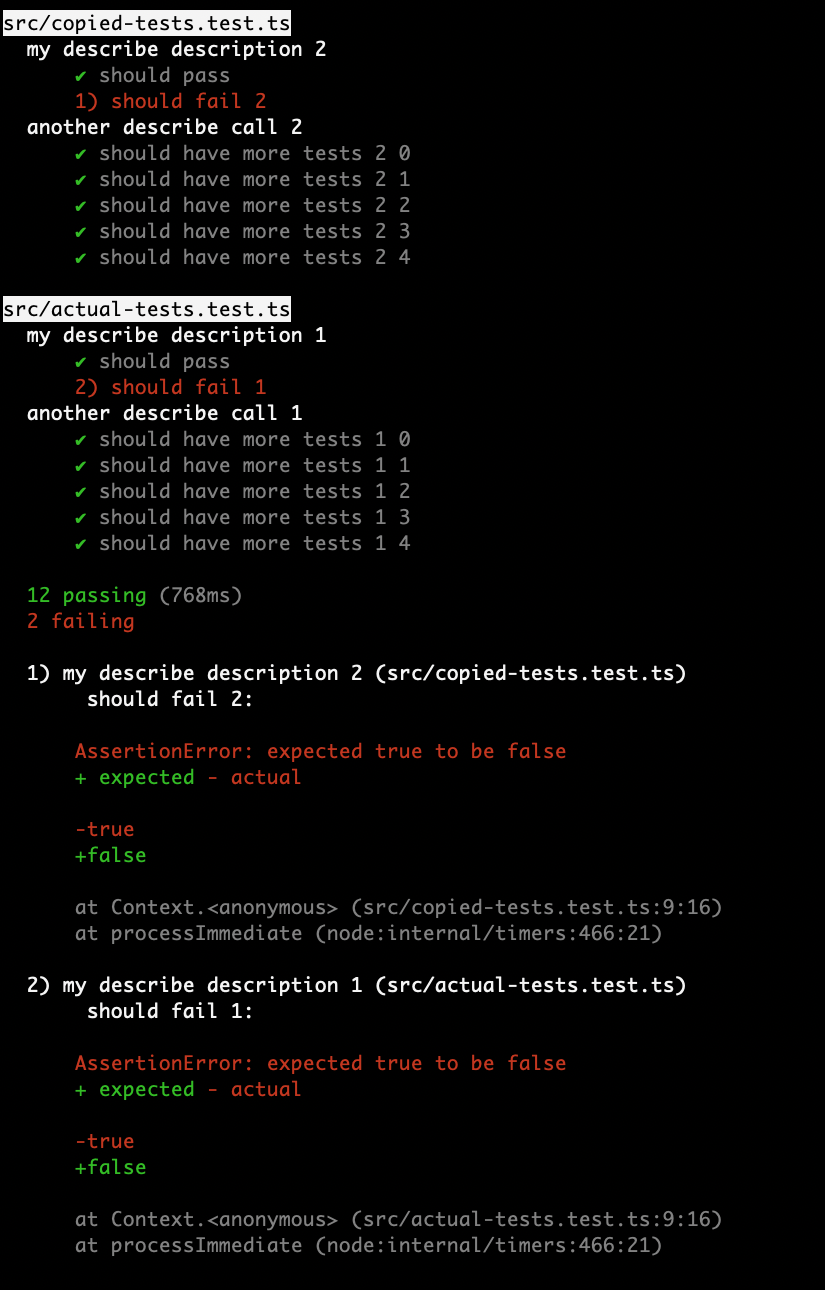 src/copied-tests.test.ts
my describe description 2
✔ should pass
1) should fail 2
another describe call 2
✔ should have more tests 2 0
✔ should have more tests 2 1
✔ should have more tests 2 2
✔ should have more tests 2 3
✔ should have more tests 2 4
src/actual-tests.test.ts
my describe description 1
✔ should pass
2) should fail 1
another describe call 1
✔ should have more tests 1 0
✔ should have more tests 1 1
✔ should have more tests 1 2
✔ should have more tests 1 3
✔ should have more tests 1 4
12 passing (768ms)
2 failing
1) my describe description 2 (src/copied-tests.test.ts)
should fail 2:
AssertionError: expected true to be false
+ expected - actual
-true
+false
at Context.<anonymous> (src/copied-tests.test.ts:9:16)
at processImmediate (node:internal/timers:466:21)
2) my describe description 1 (src/actual-tests.test.ts)
should fail 1:
AssertionError: expected true to be false
+ expected - actual
-true
+false
at Context.<anonymous> (src/actual-tests.test.ts:9:16)
at processImmediate (node:internal/timers:466:21)